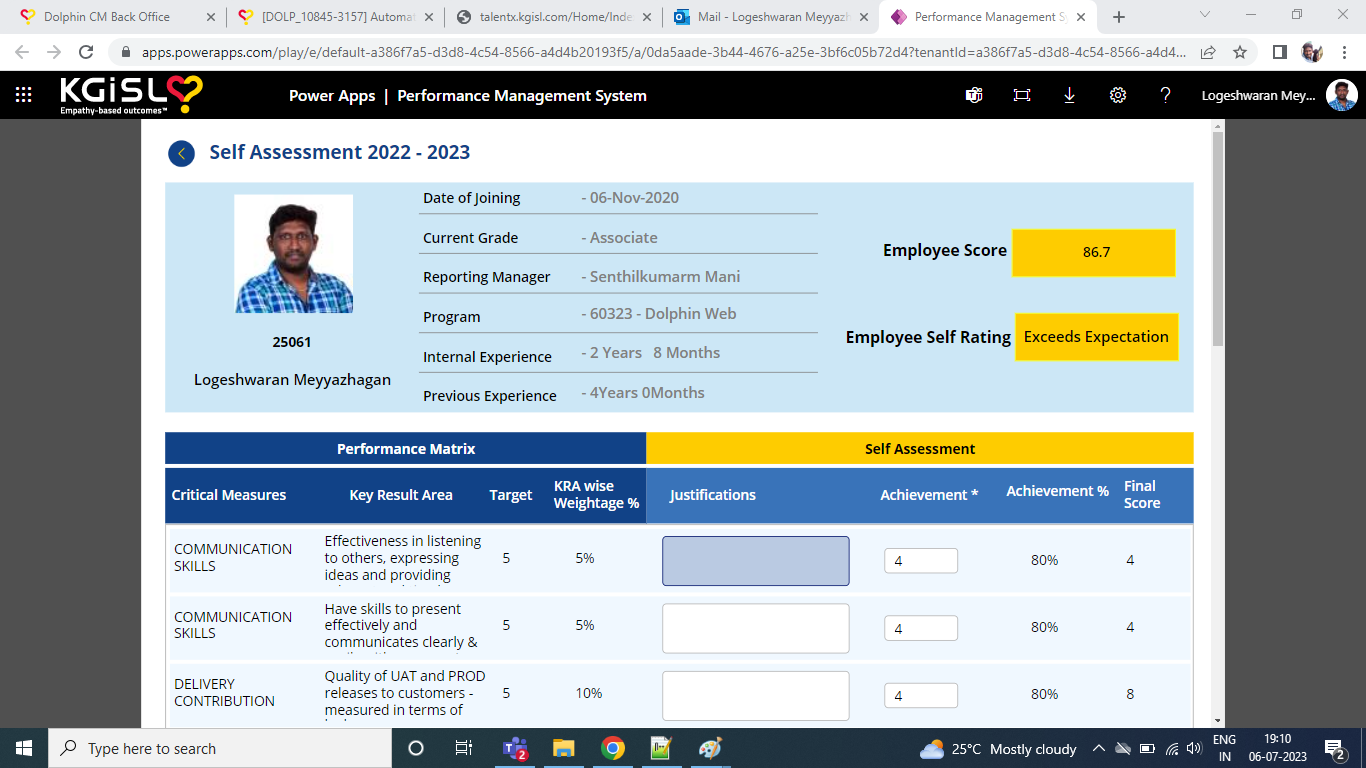 Dolphin CM Back Office
[DOLP_10845-3157] Automat
talentx.kgisl.com/Home/Inde
Mail - Logeshwaran Meyyazh
Performance Management S
apps.powerapps.com/play/e/default-a386f7a5-d3d8-4c54-8566-a4d4b20193f5/a/0da5aade-3b44-4676-a25e-3bf6c05b72d4?tenantId=a386f7a5-d3d8-4c54-8566-a4d4...
KGiSL
Empathy-based outcomes™
Power Apps | Performance Management System
Logeshwaran Mey...
Self Assessment 2022 - 2023
25061
Logeshwaran Meyyazhagan
Date of Joining - 06-Nov-2020
Current Grade - Associate
Reporting Manager - Senthilkumarm Mani
Program - 60323 - Dolphin Web
Internal Experience - 2 Years 8 Months
Previous Experience - 4Years 0Months
Employee Score 86.7
Employee Self Rating Exceeds Expectation
Performance Matrix Self Assessment
Critical Measures
Key Result Area
Target
KRA wise
Weightage %
Justifications
Achievement *
Achievement %
Final
Score
COMMUNICATION
SKILLS
Effectiveness in listening
to others, expressing
ideas and providing
5
5%
4
80%
4
COMMUNICATION
SKILLS
Have skills to present
effectively and
communicates clearly &
5
5%
4
80%
4
DELIVERY
CONTRIBUTION
Quality of UAT and PROD
releases to customers -
measured in terms of
5
10%
4
80%
8
Type here to search
2
25°C Mostly cloudy
ENG
IN
19:10
06-07-2023
2